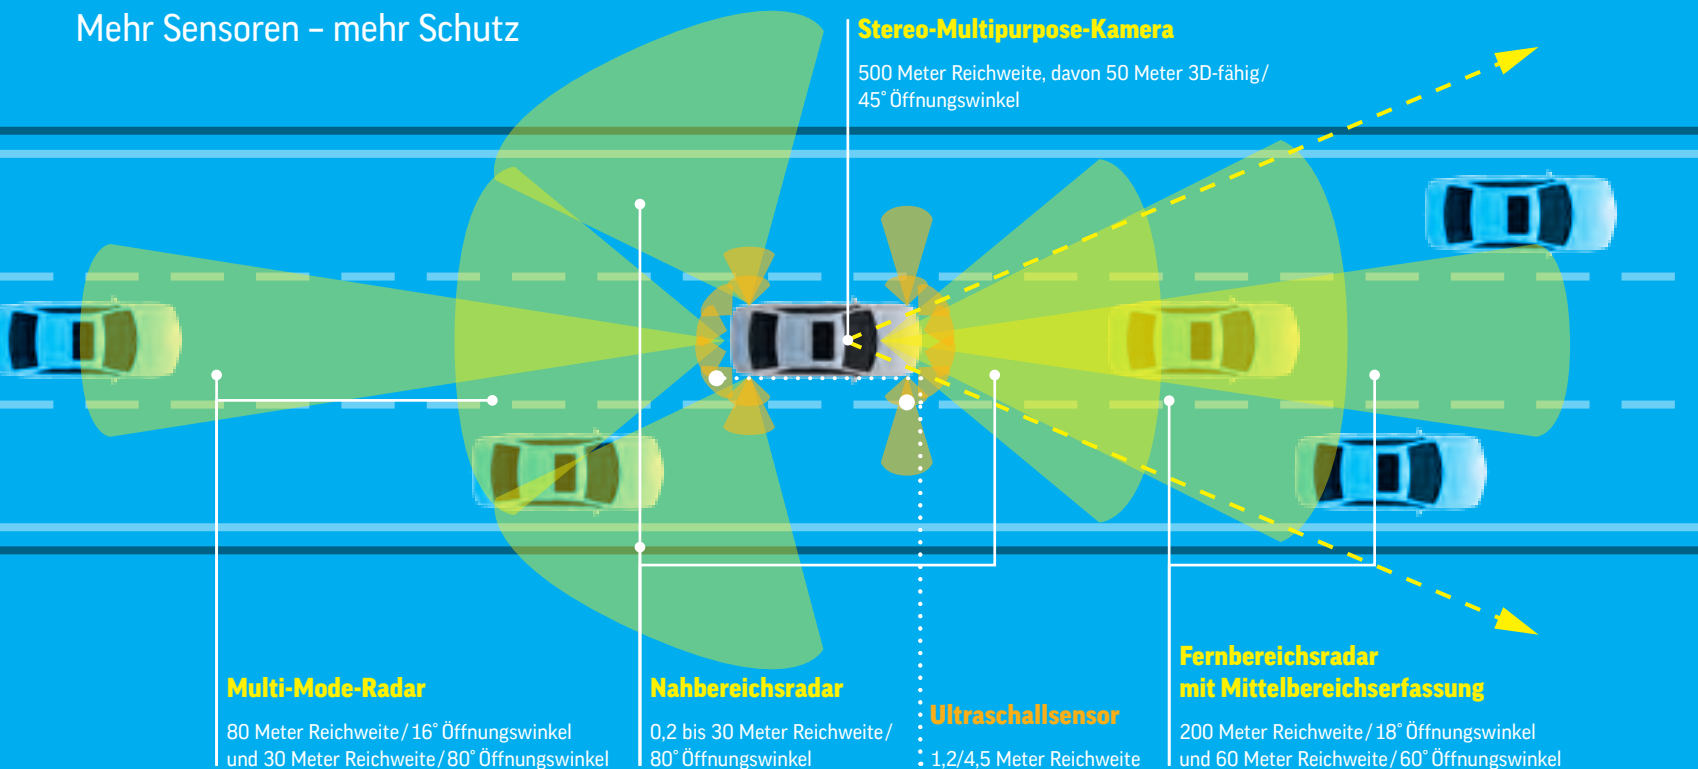 Mehr Sensoren – mehr Schutz
Stereo-Multipurpose-Kamera
500 Meter Reichweite, davon 50 Meter 3D-fähig/
45° Öffnungswinkel
Multi-Mode-Radar
80 Meter Reichweite/16° Öffnungswinkel
und 30 Meter Reichweite/80° Öffnungswinkel
Nahbereichsradar
0,2 bis 30 Meter Reichweite/
80° Öffnungswinkel
Ultraschallsensor
1,2/4,5 Meter Reichweite
Fernbereichsradar
mit Mittelbereichserfassung
200 Meter Reichweite/18° Öffnungswinkel
und 60 Meter Reichweite/60° Öffnungswinkel